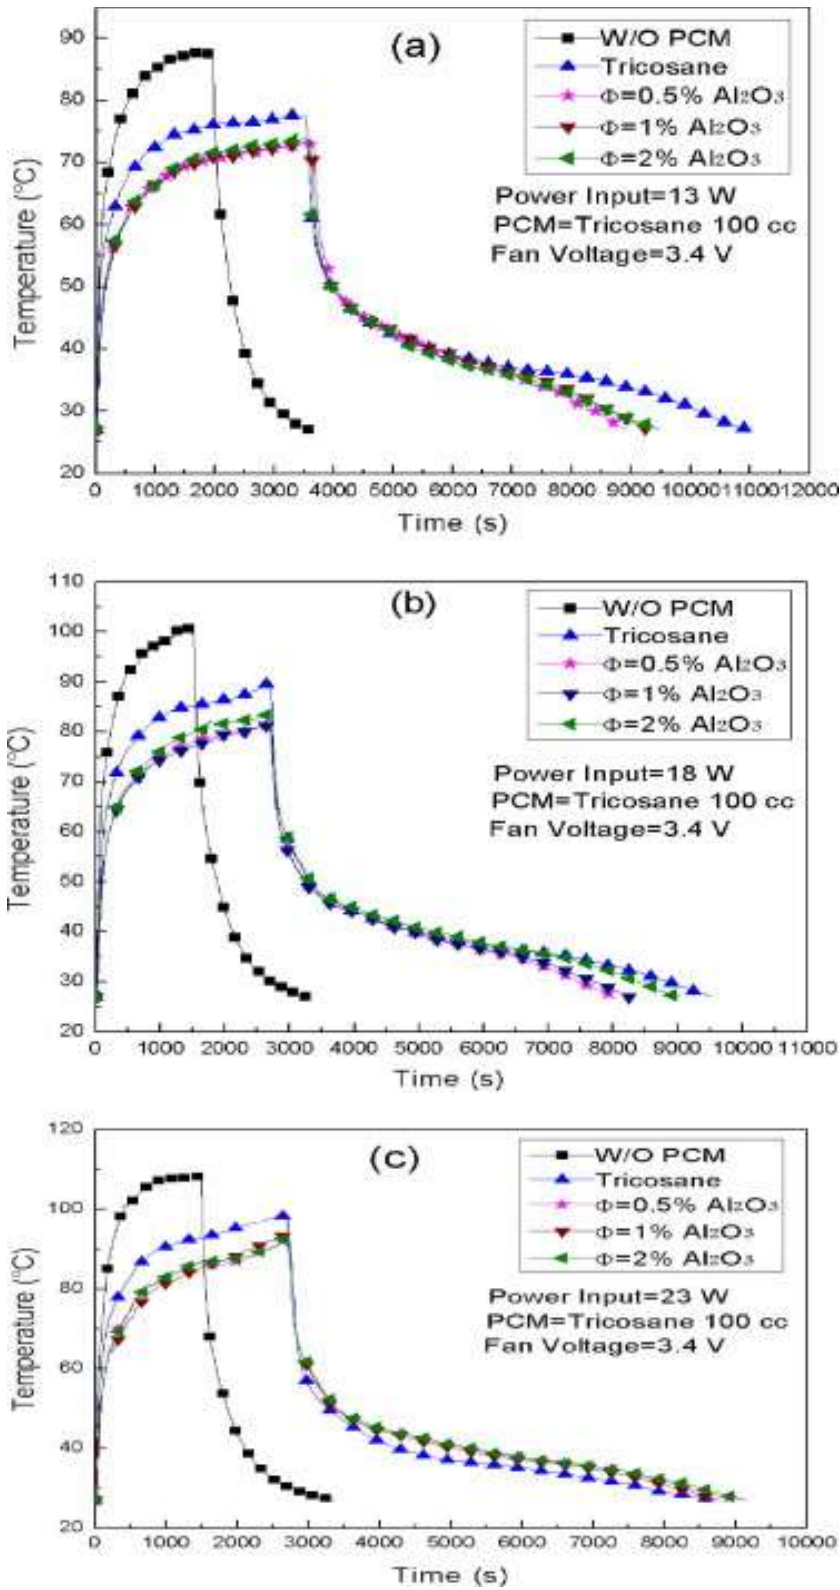 (a)
W/O PCM
Tricosane
Φ=0.5% Al2O3
Φ=1% Al2O3
Φ=2% Al2O3
Power Input=13 W
PCM=Tricosane 100 cc
Fan Voltage=3.4 V
Temperature (°C)
90
80
70
60
50
40
30
20
0 1000 2000 3000 4000 5000 6000 7000 8000 9000 10000 11000 12000
Time (s)
(b)
W/O PCM
Tricosane
Φ=0.5% Al2O3
Φ=1% Al2O3
Φ=2% Al2O3
Power Input=18 W
PCM=Tricosane 100 cc
Fan Voltage=3.4 V
Temperature (°C)
110
100
90
80
70
60
50
40
30
20
0 1000 2000 3000 4000 5000 6000 7000 8000 9000 10000 11000
Time (s)
(c)
W/O PCM
Tricosane
Φ=0.5% Al2O3
Φ=1% Al2O3
Φ=2% Al2O3
Power Input=23 W
PCM=Tricosane 100 cc
Fan Voltage=3.4 V
Temperature (°C)
120
100
80
60
40
20
0 1000 2000 3000 4000 5000 6000 7000 8000 9000 10000
Time (s)